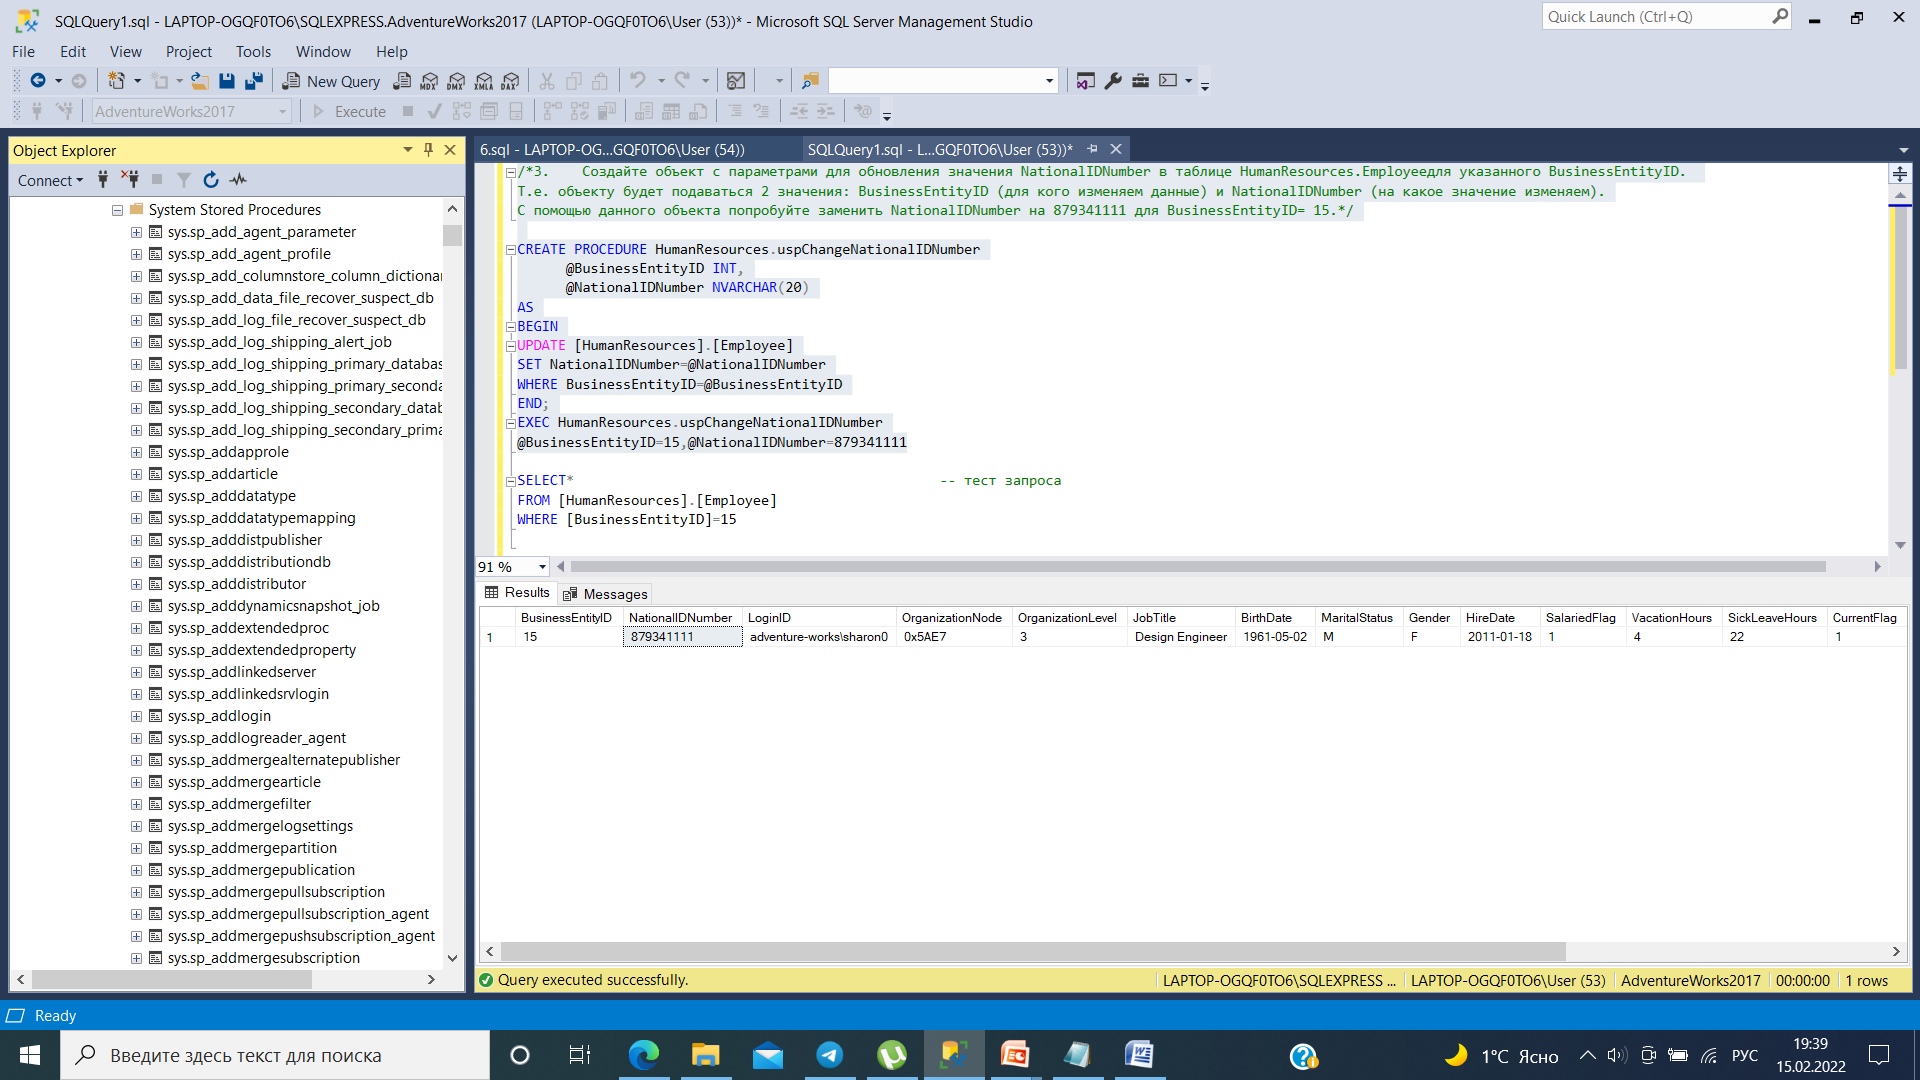 SQLQuery1.sql - LAPTOP-OGQF0TO6\SQLEXPRESS.AdventureWorks2017 (LAPTOP-OGQF0TO6\User (53))* - Microsoft SQL Server Management Studio
Quick Launch (Ctrl+Q)
File Edit View Project Tools Window Help
New Query MDX DMX XMLA DAX
AdventureWorks2017 Execute
Object Explorer
Connect
System Stored Procedures
sys.sp_add_agent_parameter
sys.sp_add_agent_profile
sys.sp_add_columnstore_column_dictionar
sys.sp_add_data_file_recover_suspect_db
sys.sp_add_log_file_recover_suspect_db
sys.sp_add_log_shipping_alert_job
sys.sp_add_log_shipping_primary_databas
sys.sp_add_log_shipping_primary_seconda
sys.sp_add_log_shipping_secondary_datab
sys.sp_add_log_shipping_secondary_prima
sys.sp_addapprole
sys.sp_addarticle
sys.sp_adddatatype
sys.sp_adddatatypemapping
sys.sp_adddistpublisher
sys.sp_adddistributiondb
sys.sp_adddistributor
sys.sp_adddynamicsnapshot_job
sys.sp_addextendedproc
sys.sp_addextendedproperty
sys.sp_addlinkedserver
sys.sp_addlinkedsrvlogin
sys.sp_addlogin
sys.sp_addlogreader_agent
sys.sp_addmergealternatepublisher
sys.sp_addmergearticle
sys.sp_addmergefilter
sys.sp_addmergelogsettings
sys.sp_addmergepartition
sys.sp_addmergepublication
sys.sp_addmergepullsubscription
sys.sp_addmergepullsubscription_agent
sys.sp_addmergepushsubscription_agent
sys.sp_addmergesubscription
6.sql - LAPTOP-OG...GQF0TO6\User (54)) SQLQuery1.sql - L...GQF0TO6\User (53))*
/*3. Создайте объект с параметрами для обновления значения NationalIDNumber в таблице HumanResources.Employeeдля указанного BusinessEntityID.
Т.е. объекту будет подаваться 2 значения: BusinessEntityID (для кого изменяем данные) и NationalIDNumber (на какое значение изменяем).
С помощью данного объекта попробуйте заменить NationalIDNumber на 879341111 для BusinessEntityID= 15.*/
CREATE PROCEDURE HumanResources.uspChangeNationalIDNumber
@BusinessEntityID INT,
@NationalIDNumber NVARCHAR(20)
AS
BEGIN
UPDATE [HumanResources].[Employee]
SET NationalIDNumber=@NationalIDNumber
WHERE BusinessEntityID=@BusinessEntityID
END;
EXEC HumanResources.uspChangeNationalIDNumber
@BusinessEntityID=15,@NationalIDNumber=879341111
SELECT* -- тест запроса
FROM [HumanResources].[Employee]
WHERE [BusinessEntityID]=15
91 %
Results Messages
BusinessEntityID NationalIDNumber LoginID OrganizationNode OrganizationLevel JobTitle BirthDate MaritalStatus Gender HireDate SalariedFlag VacationHours SickLeaveHours CurrentFlag
1 15 879341111 adventure-works\sharon0 0x5AE7 3 Design Engineer 1961-05-02 M F 2011-01-18 1 4 22 1
Query executed successfully. LAPTOP-OGQF0TO6\SQLEXPRESS ... LAPTOP-OGQF0TO6\User (53) AdventureWorks2017 00:00:00 1 rows
Ready
Введите здесь текст для поиска
1°C Ясно РУС 19:39
15.02.2022